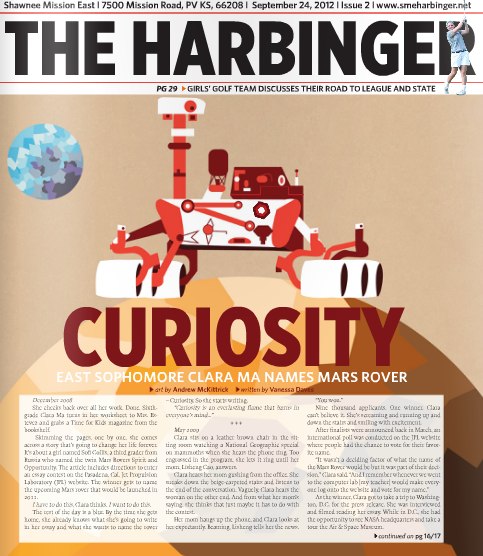 Shawnee Mission East | 7500 Mission Road, PV KS, 66208 | September 24, 2012 | Issue 2 | www.smeharbinger.net
THE HARBINGER
PG 29 ▶ GIRLS' GOLF TEAM DISCUSSES THEIR ROAD TO LEAGUE AND STATE
CURIOSITY
EAST SOPHOMORE CLARA MA NAMES MARS ROVER
▶ art by Andrew McKittrick ▶ written by Vanessa
December 2008
She checks back over all her work. Done. Sixth-
grade Clara Ma races in her worksheet to Mrs.
and grabs a Time for Kids magazine from the
bookshelf.
Skimming the pages, one by one, she comes
across a story that's going to change her life forever.
It's about a girl named Sofi Collis, a third grader from
Russia who named the twin Mars Rovers Spirit and
Opportunity. The article includes directions to enter
an essay contest on the Pasadena, Cal. Jet Propulsion
Laboratory (JPL) website. The winner gets to name
the upcoming Mars rover that would be launched in
2011.
I have to do this, Clara thinks. I want to do this.
The rest of the day is a blur. By the time she gets
home, she already knows what she's going to write
in her essay and what she wants to name the rover
– Curiosity. So she starts writing.
"Curiosity is an everlasting flame that burns in
everyone's mind..."
***
May 2009
Clara sits on a leather brown chair in the sit-
ting room watching a National Geographic special
on mammoths when she hears the phone ring. Too
engrossed in the program, she lets it ring until her
mom, Lisheng Cao, answers.
Clara hears her mom gushing from the office. She
sneaks down the beige-carpeted stairs and listens to
the end of the conversation. Vaguely, Clara hears the
woman on the other end. And from what her mom's
saying, she thinks that just maybe it has to do with
the contest.
Her mom hangs up the phone, and Clara looks at
her expectantly. Beaming, Lisheng tells her the news.
"You won."
Nine thousand applicants. One winner. Clara
can't believe it. She's screaming and running up and
down the stairs and smiling with excitement.
After finalists were announced back in March, an
international poll was conducted on the JPL website
where people had the chance to vote for their favor-
ite name.
"It wasn't a deciding factor of what the name of
the Mars Rover would be but it was part of their deci-
sion," Clara said. "And I remember whenever we went
to the computer lab [my teacher] would make every-
one log onto the website and vote for my name."
As the winner, Clara got to take a trip to Washing-
ton, D.C. for the press release. She was interviewed
and filmed reading her essay. While in D.C., she had
the opportunity to see NASA headquarters and take a
tour the Air & Space Museum.
▶ continued on pg 16/17